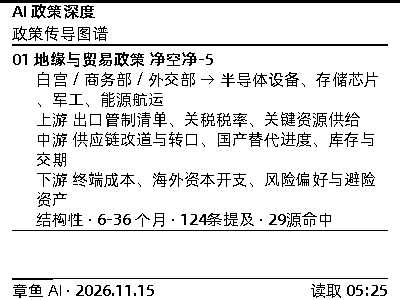 AI 政策深度
政策传导图谱
01 地缘与贸易政策 净空净-5
白宫 / 商务部 / 外交部 → 半导体设备、存储芯片
、军工、能源航运
上游 出口管制清单、关税税率、关键资源供给
中游 供应链改道与转口、国产替代进度、库存与
交期
下游 终端成本、海外资本开支、风险偏好与避险
资产
结构性 · 6-36 个月 · 124条提及 · 29源命中
章鱼 AI · 2026.11.15
读取 05:25